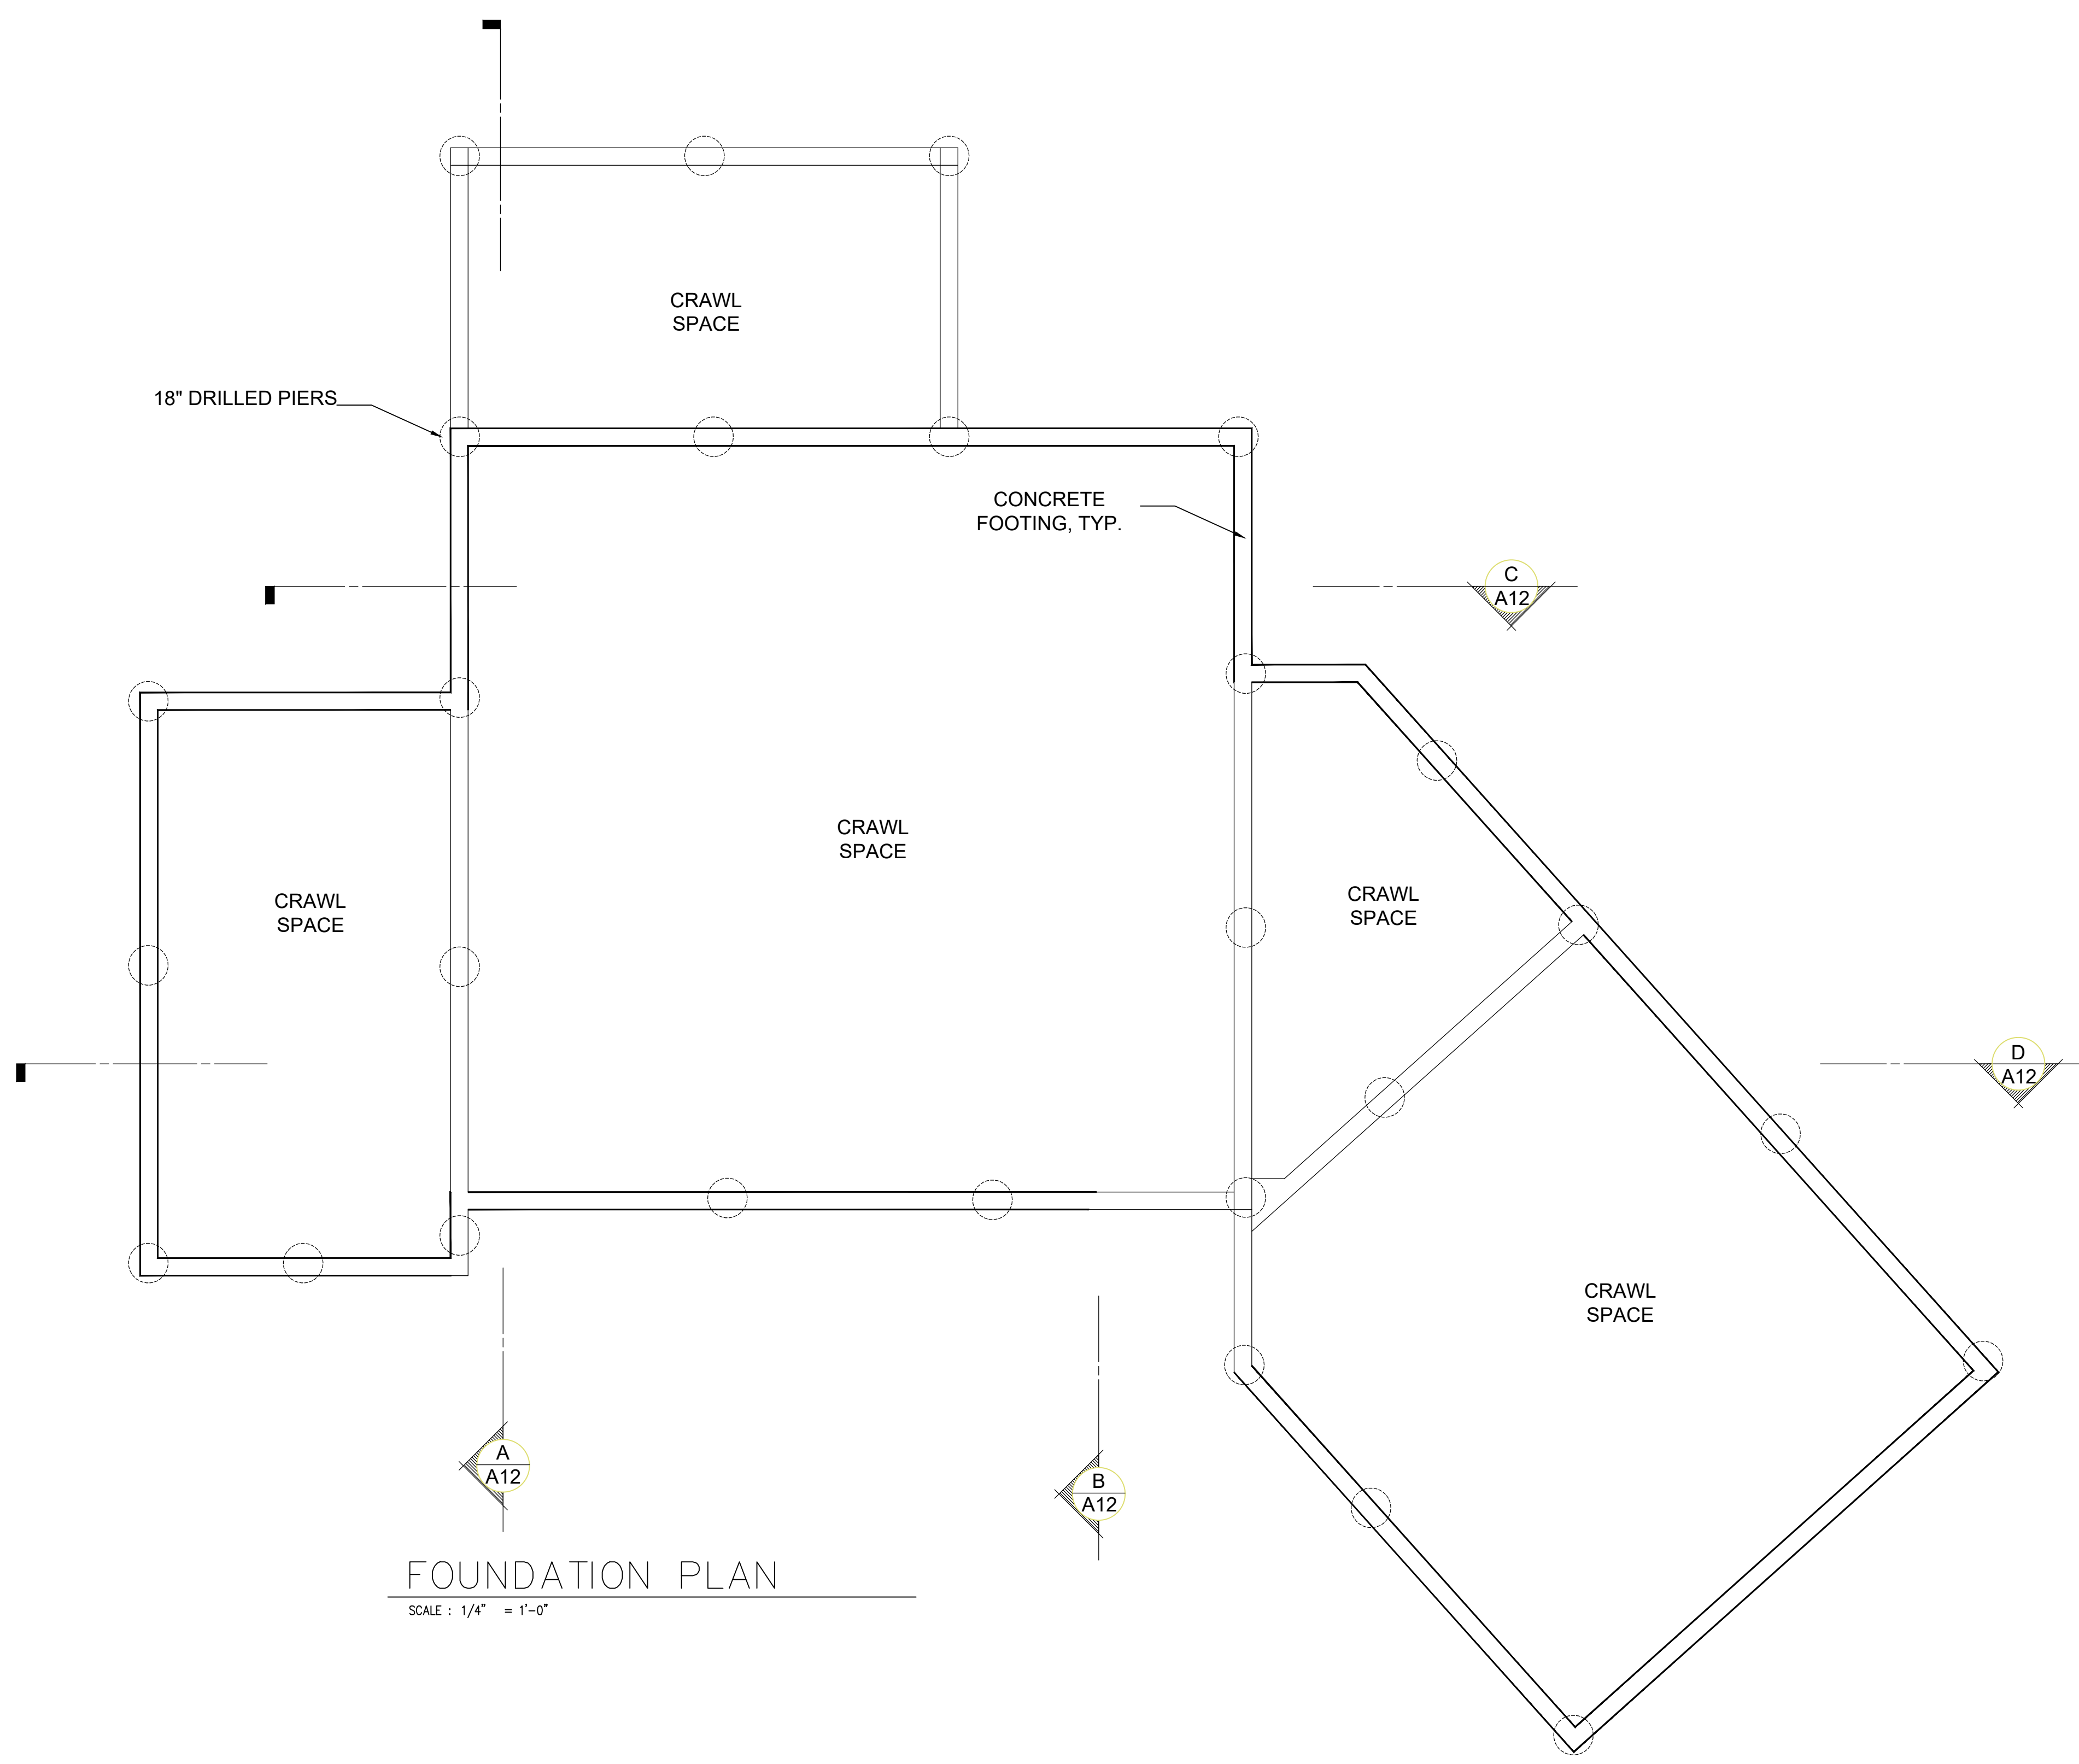 CRAWL
SPACE
18" DRILLED PIERS
CONCRETE
FOOTING, TYP.
C
A12
CRAWL
SPACE
CRAWL
SPACE
CRAWL
SPACE
D
A12
CRAWL
SPACE
A
A12
B
A12
FOUNDATION PLAN
SCALE : 1/4" = 1'-0"